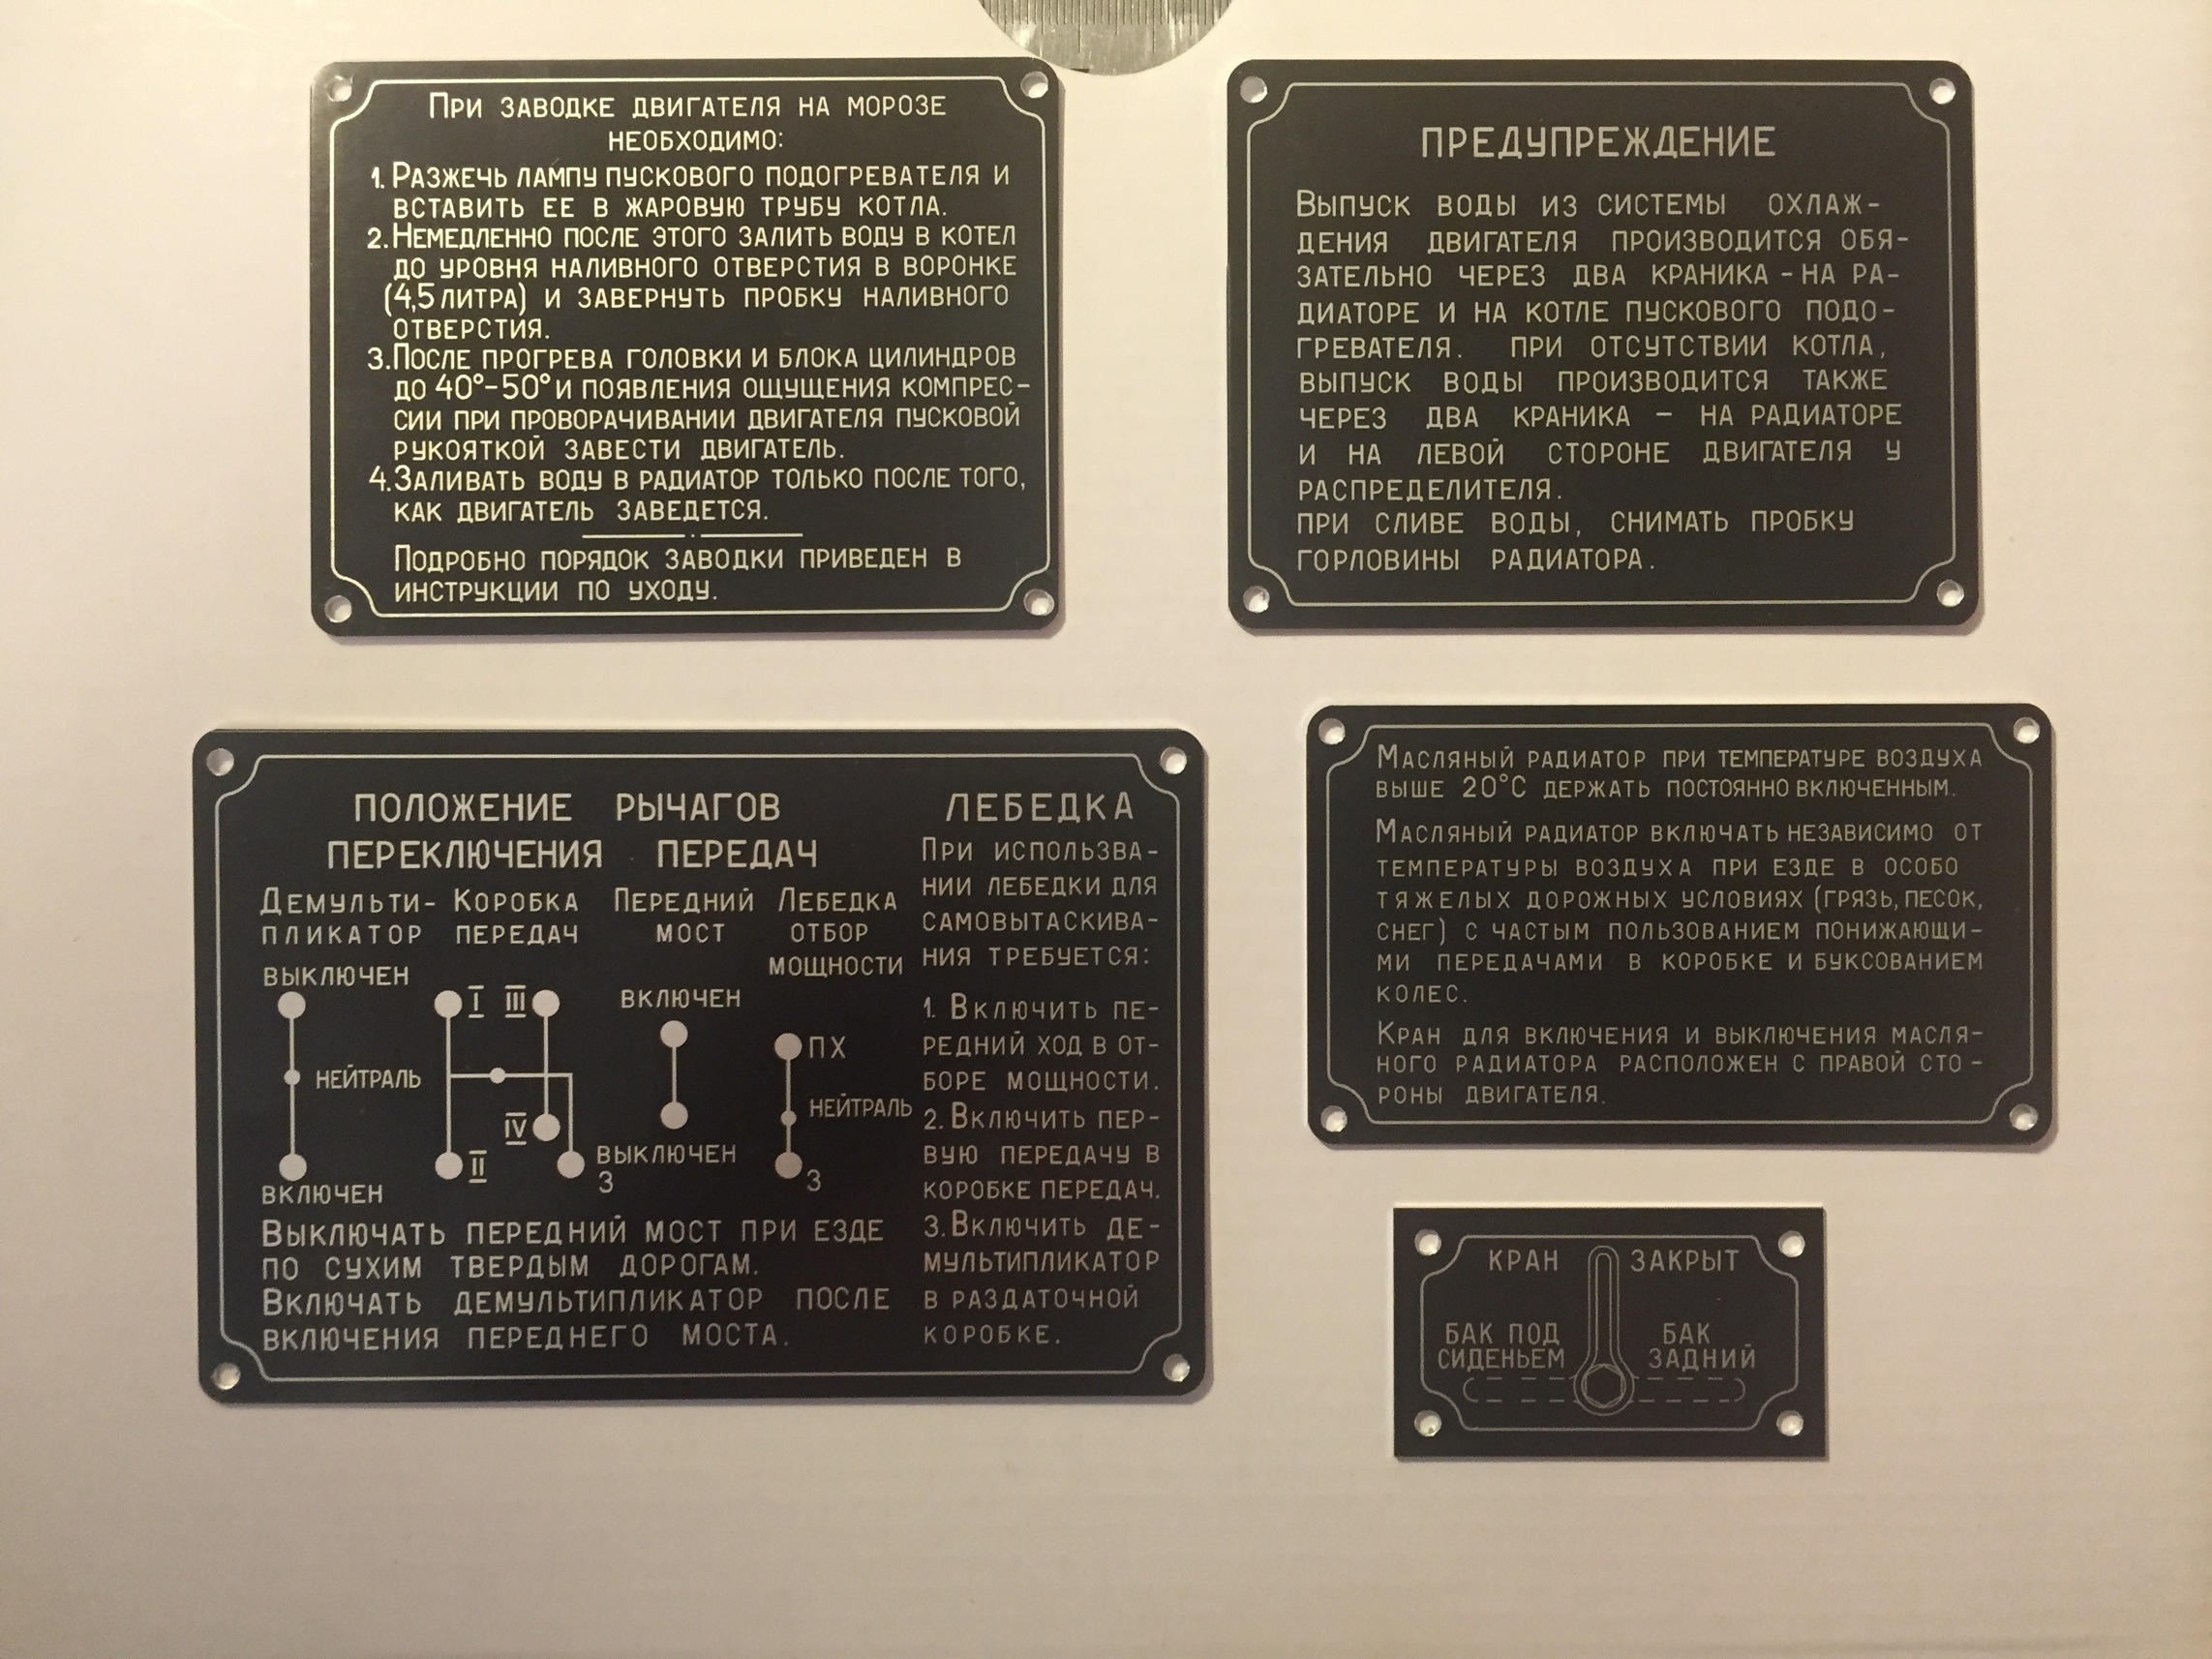 При заводке двигателя на морозе
необходимо:
1. Разжечь лампу пускового подогревателя и
вставить ее в жаровую трубу котла.
2. Немедленно после этого залить воду в котел
до уровня наливного отверстия в воронке
(4,5 литра) и завернуть пробку наливного
отверстия.
3. После прогрева головки и блока цилиндров
до 40°-50° и появления ощущения компрес-
сии при проворачивании двигателя пусковой
рукояткой завести двигатель.
4. Заливать воду в радиатор только после того,
как двигатель заведется.
Подробно порядок заводки приведен в
инструкции по уходу.
ПРЕДУПРЕЖДЕНИЕ
Выпуск воды из системы охлаж-
дения двигателя производится обя-
зательно через два краника - на ра-
диаторе и на котле пускового подо-
гревателя. При отсутствии котла,
выпуск воды производится также
через два краника - на радиаторе
и на левой стороне двигателя у
распределителя.
При сливе воды, снимать пробку
горловины радиатора.
ПОЛОЖЕНИЕ РЫЧАГОВ
ПЕРЕКЛЮЧЕНИЯ ПЕРЕДАЧ
Демульти- Коробка Передний Лебедка
пликатор передач мост отбор
мощности
выключен
I III
включен
ПХ
нейтраль
нейтраль
IV
II
выключен
З
З
включен
Выключать передний мост при езде
по сухим твердым дорогам.
Включать демультипликатор после
включения переднего моста.
ЛЕБЕДКА
При использва-
нии лебедки для
самовытаскива-
ния требуется:
1. Включить пе-
редний ход в от-
боре мощности.
2. Включить пер-
вую передачу в
коробке передач.
3. Включить де-
мультипликатор
в раздаточной
коробке.
Масляный радиатор при температуре воздуха
выше 20°С держать постоянно включенным.
Масляный радиатор включать независимо от
температуры воздуха при езде в особо
тяжелых дорожных условиях (грязь, песок,
снег) с частым пользованием понижающи-
ми передачами в коробке и буксованием
колес.
Кран для включения и выключения масля-
ного радиатора расположен с правой сто-
роны двигателя.
КРАН ЗАКРЫТ
БАК ПОД БАК
СИДЕНЬЕМ ЗАДНИЙ